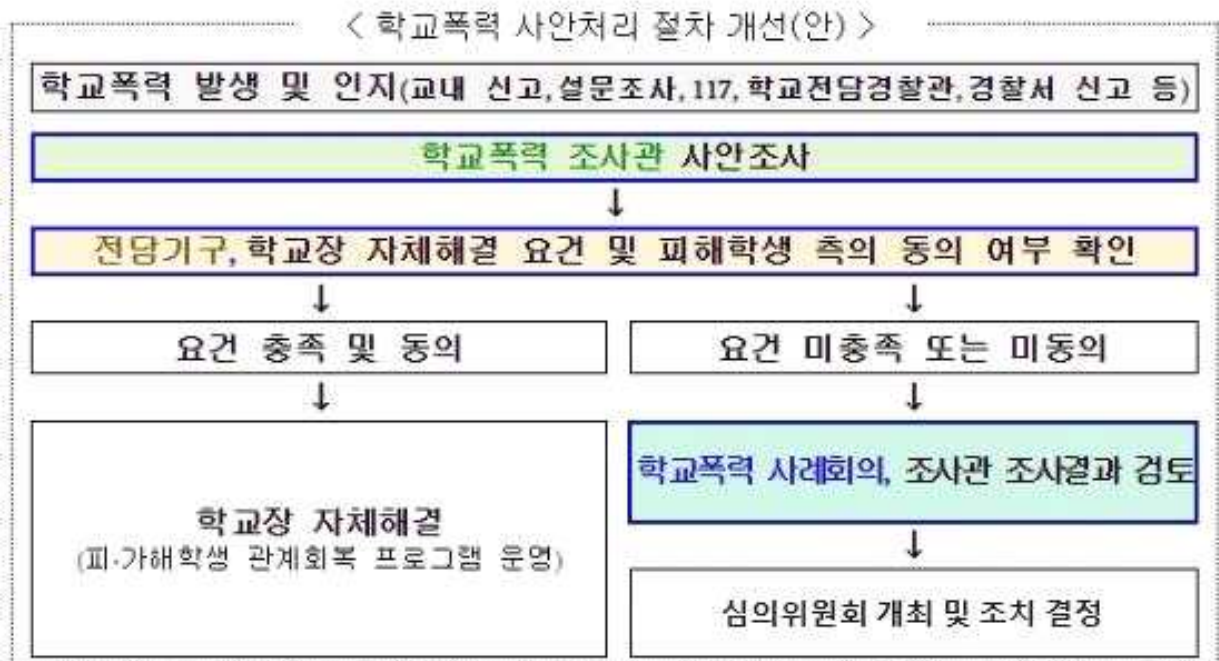 < 학교폭력 사안처리 절차 개선(안) >
학교폭력 발생 및 인지(교내 신고, 설문조사, 117, 학교전담경찰관, 경찰서 신고 등)
학교폭력 조사관 사안조사
↓
전담기구, 학교장 자체해결 요건 및 피해학생 측의 동의 여부 확인
↓ ↓
요건 충족 및 동의
요건 미충족 또는 미동의
↓ ↓
학교장 자체해결
(피·가해학생 관계회복 프로그램 운영)
학교폭력 사례회의, 조사관 조사결과 검토
↓
심의위원회 개최 및 조치 결정